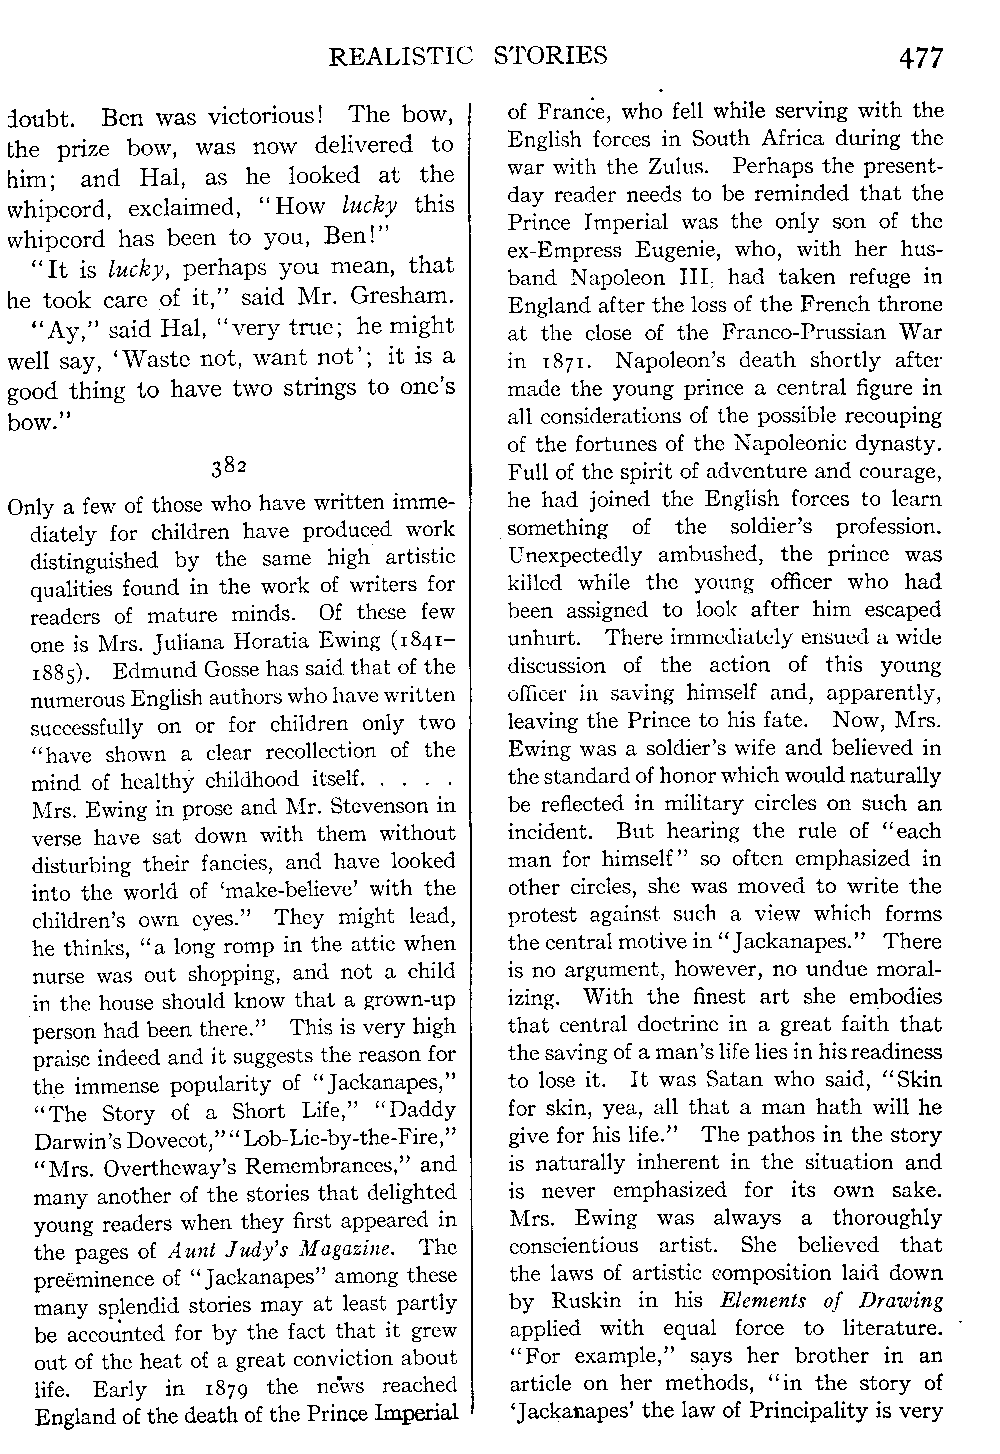 REALISTIC STORIES 477
doubt. Ben was victorious! The bow,
the prize bow, was now delivered to
him; and Hal, as he looked at the
whipcord, exclaimed, "How lucky this
whipcord has been to you, Ben!"
"It is lucky, perhaps you mean, that
he took care of it," said Mr. Gresham.
"Ay," said Hal, "very true; he might
well say, 'Waste not, want not'; it is a
good thing to have two strings to one's
bow."
382
Only a few of those who have written imme-
diately for children have produced work
distinguished by the same high artistic
qualities found in the work of writers for
readers of mature minds. Of these few
one is Mrs. Juliana Horatia Ewing (1841–
1885). Edmund Gosse has said that of the
numerous English authors who have written
successfully on or for children only two
"have shown a clear recollection of the
mind of healthy childhood itself. . . . .
Mrs. Ewing in prose and Mr. Stevenson in
verse have sat down with them without
disturbing their fancies, and have looked
into the world of 'make-believe' with the
children's own eyes." They might lead,
he thinks, "a long romp in the attic when
nurse was out shopping, and not a child
in the house should know that a grown-up
person had been there." This is very high
praise indeed and it suggests the reason for
the immense popularity of "Jackanapes,"
"The Story of a Short Life," "Daddy
Darwin's Dovecot," "Lob-Lie-by-the-Fire,"
"Mrs. Overtheway's Remembrances," and
many another of the stories that delighted
young readers when they first appeared in
the pages of Aunt Judy's Magazine. The
preëminence of "Jackanapes" among these
many splendid stories may at least partly
be accounted for by the fact that it grew
out of the heat of a great conviction about
life. Early in 1879 the news reached
England of the death of the Prince Imperial
of France, who fell while serving with the
English forces in South Africa during the
war with the Zulus. Perhaps the present-
day reader needs to be reminded that the
Prince Imperial was the only son of the
ex-Empress Eugenie, who, with her hus-
band Napoleon III, had taken refuge in
England after the loss of the French throne
at the close of the Franco-Prussian War
in 1871. Napoleon's death shortly after
made the young prince a central figure in
all considerations of the possible recouping
of the fortunes of the Napoleonic dynasty.
Full of the spirit of adventure and courage,
he had joined the English forces to learn
something of the soldier's profession.
Unexpectedly ambushed, the prince was
killed while the young officer who had
been assigned to look after him escaped
unhurt. There immediately ensued a wide
discussion of the action of this young
officer in saving himself and, apparently,
leaving the Prince to his fate. Now, Mrs.
Ewing was a soldier's wife and believed in
the standard of honor which would naturally
be reflected in military circles on such an
incident. But hearing the rule of "each
man for himself" so often emphasized in
other circles, she was moved to write the
protest against such a view which forms
the central motive in "Jackanapes." There
is no argument, however, no undue moral-
izing. With the finest art she embodies
that central doctrine in a great faith that
the saving of a man's life lies in his readiness
to lose it. It was Satan who said, "Skin
for skin, yea, all that a man hath will he
give for his life." The pathos in the story
is naturally inherent in the situation and
is never emphasized for its own sake.
Mrs. Ewing was always a thoroughly
conscientious artist. She believed that
the laws of artistic composition laid down
by Ruskin in his Elements of Drawing
applied with equal force to literature.
"For example," says her brother in an
article on her methods, "in the story of
'Jackanapes' the law of Principality is very